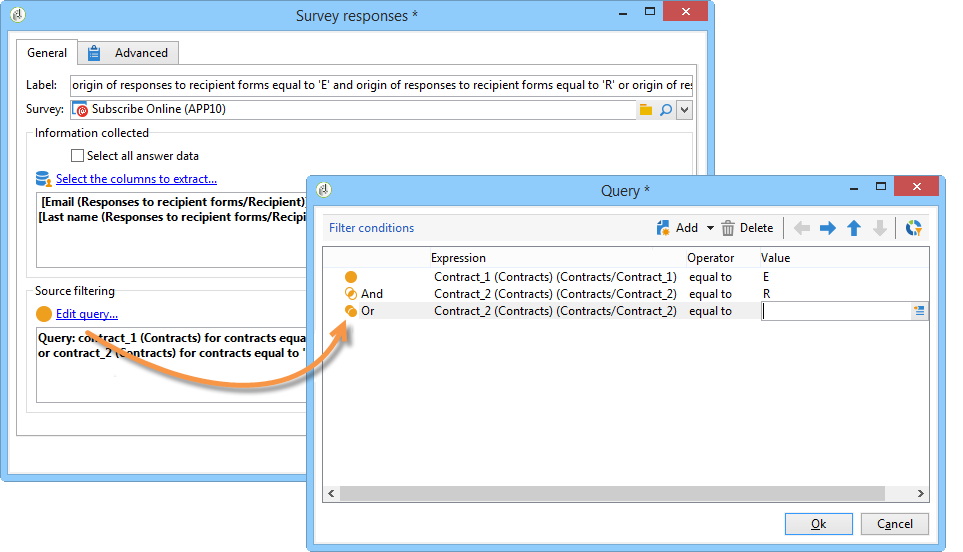 Survey responses *
General
Advanced
Label: origin of responses to recipient forms equal to 'E' and origin of responses to recipient forms equal to 'R' or origin of res
Survey: Subscribe Online (APP10)
Information collected
Select all answer data
Select the columns to extract...
[Email (Responses to recipient forms/Recipient)
[Last name (Responses to recipient forms/Recipi
Source filtering
Edit query...
Query: contract_1 (Contracts) for contracts equa
or contract_2 (Contracts) for contracts equal to '
Query *
Filter conditions
Add
Delete
Expression Operator Value
Contract_1 (Contracts) (Contracts/Contract_1) equal to E
And Contract_2 (Contracts) (Contracts/Contract_2) equal to R
Or Contract_2 (Contracts) (Contracts/Contract_2) equal to
Ok
Cancel